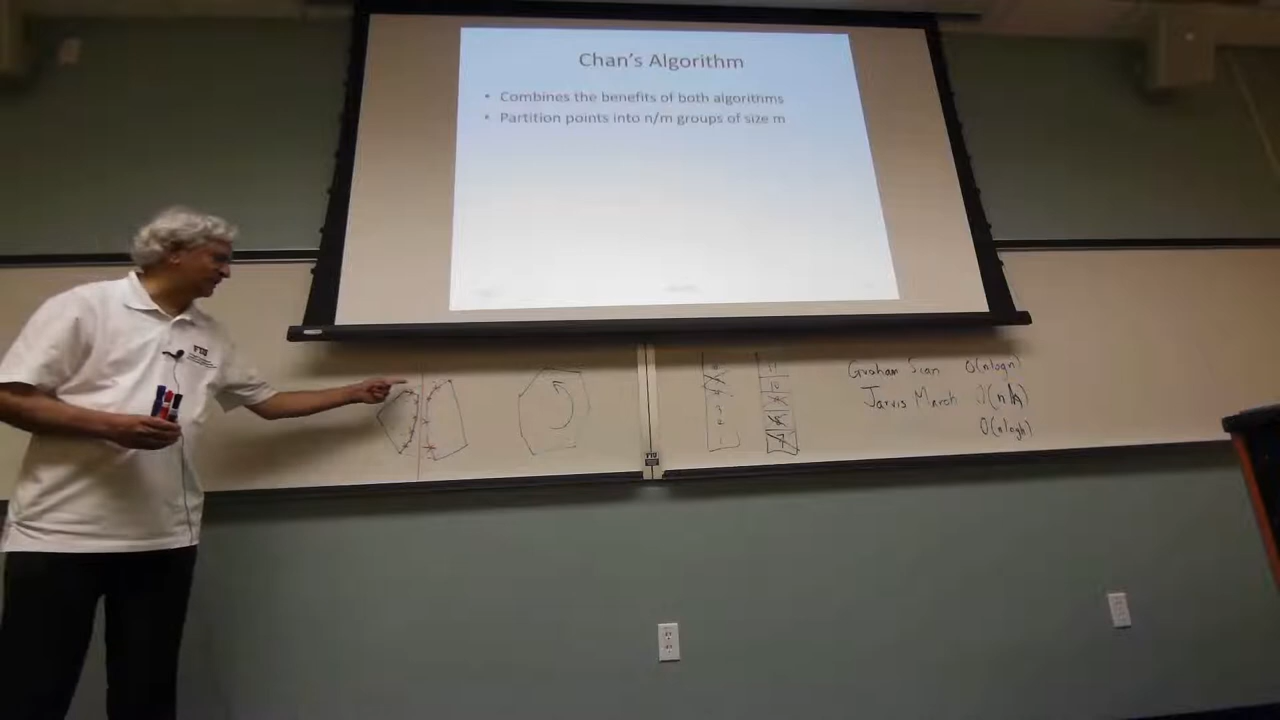 Chan's Algorithm
• Combines the benefits of both algorithms
• Partition points into n/m groups of size m
Graham Scan O(nlogn)
Jarvis March
O(nlogh)